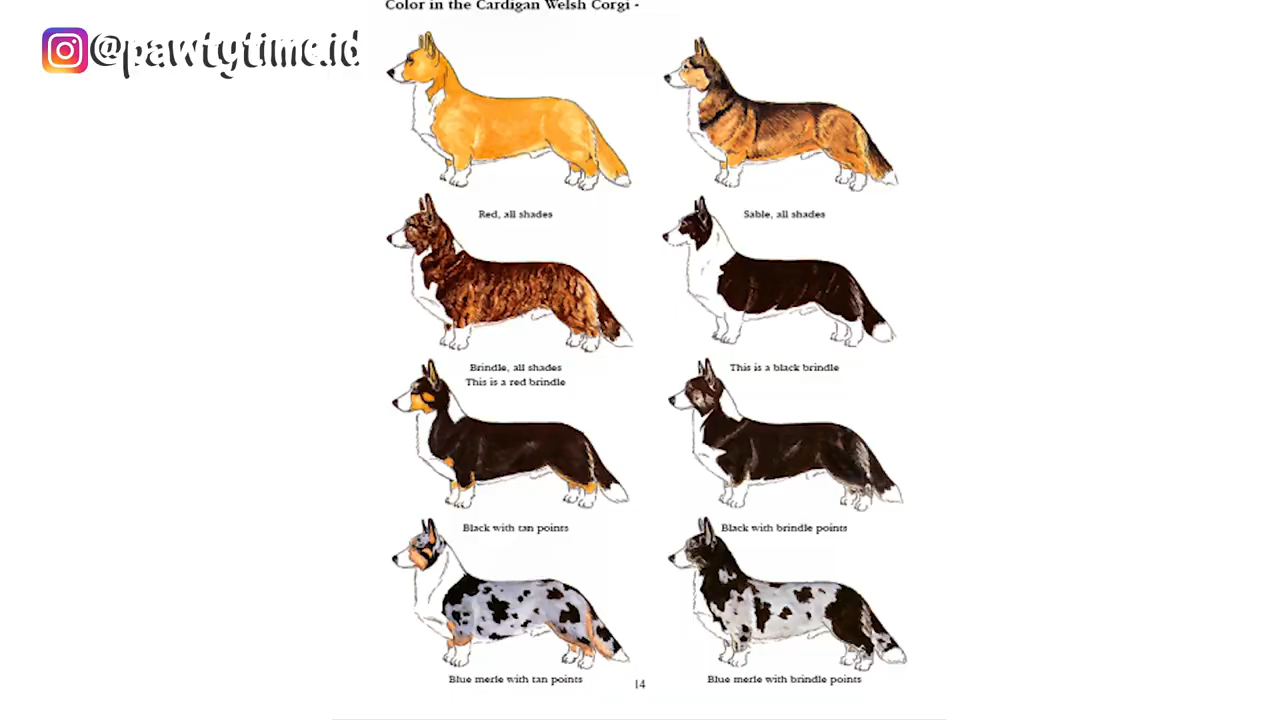 Color in the Cardigan Welsh Corgi -
@pawtytime.id
Red, all shades
Sable, all shades
Brindle, all shades
This is a red brindle
This is a black brindle
Black with tan points
Black with brindle points
Blue merle with tan points
Blue merle with brindle points
14